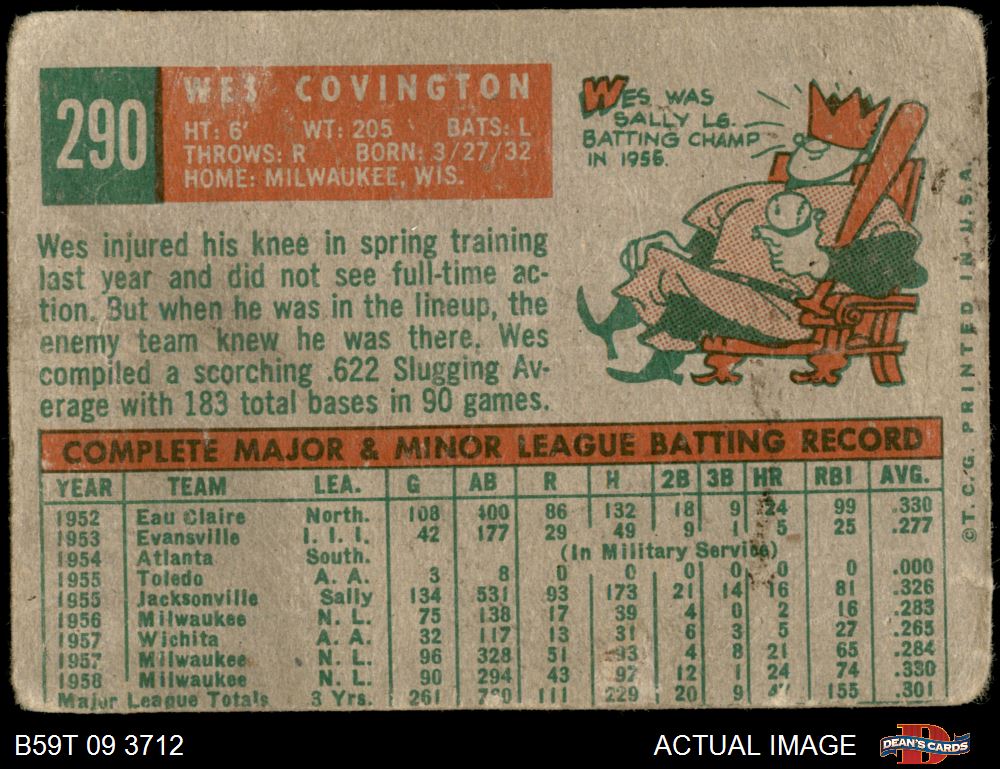 290
WES COVINGTON
HT: 6' WT: 205 BATS: L
THROWS: R BORN: 3/27/32
HOME: MILWAUKEE, WIS.
WES WAS
SALLY LG.
BATTING CHAMP
IN 1955.
Wes injured his knee in spring training
last year and did not see full-time ac-
tion. But when he was in the lineup, the
enemy team knew he was there. Wes
compiled a scorching .622 Slugging Av-
erage with 183 total bases in 90 games.
COMPLETE MAJOR & MINOR LEAGUE BATTING RECORD
YEAR TEAM LEA. G AB R H 2B 3B HR RBI AVG.
1952 Eau Claire North. 108 400 86 132 18 9 24 99 .330
1953 Evansville I. I. I. 42 177 29 49 9 1 5 25 .277
1954 Atlanta South. (In Military Service)
1955 Toledo A. A. 3 8 0 0 0 0 0 0 .000
1955 Jacksonville Sally 134 531 93 173 21 14 16 81 .326
1956 Milwaukee N. L. 75 138 17 39 4 0 2 16 .283
1957 Wichita A. A. 32 117 13 31 6 3 5 27 .265
1957 Milwaukee N. L. 96 328 51 93 4 8 21 65 .284
1958 Milwaukee N. L. 90 294 43 97 12 1 24 74 .330
Major League Totals 3 Yrs. 261 760 111 229 20 9 47 155 .301
© T. C. G. PRINTED IN U.S.A.
B59T 09 3712
ACTUAL IMAGE
D
DEAN'S CARDS